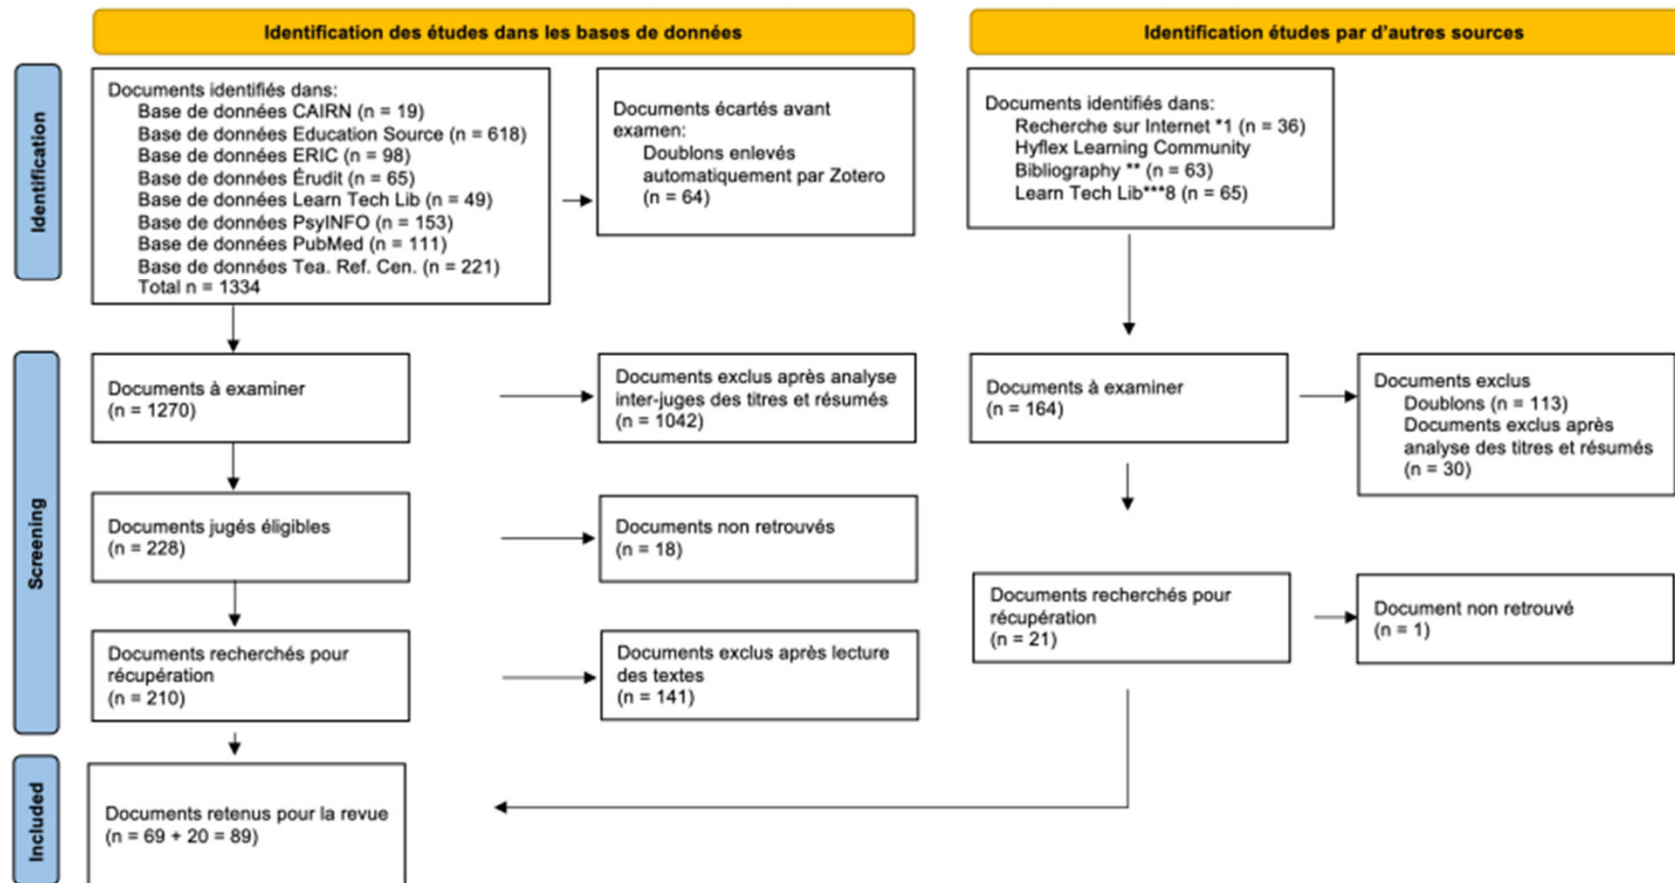 Identification des études dans les bases de données
Identification études par d'autres sources
Identification
Documents identifiés dans:
Base de données CAIRN (n = 19)
Base de données Education Source (n = 618)
Base de données ERIC (n = 98)
Base de données Érudit (n = 65)
Base de données Learn Tech Lib (n = 49)
Base de données PsyINFO (n = 153)
Base de données PubMed (n = 111)
Base de données Tea. Ref. Cen. (n = 221)
Total n = 1334
Documents écartés avant
examen:
Doublons enlevés
automatiquement par Zotero
(n = 64)
Documents identifiés dans:
Recherche sur Internet *1 (n = 36)
Hyflex Learning Community
Bibliography ** (n = 63)
Learn Tech Lib***8 (n = 65)
Screening
Documents à examiner
(n = 1270)
Documents exclus après analyse
inter-juges des titres et résumés
(n = 1042)
Documents à examiner
(n = 164)
Documents exclus
Doublons (n = 113)
Documents exclus après
analyse des titres et résumés
(n = 30)
Documents jugés éligibles
(n = 228)
Documents non retrouvés
(n = 18)
Documents recherchés pour
récupération
(n = 21)
Document non retrouvé
(n = 1)
Documents recherchés pour
récupération
(n = 210)
Documents exclus après lecture
des textes
(n = 141)
Included
Documents retenus pour la revue
(n = 69 + 20 = 89)